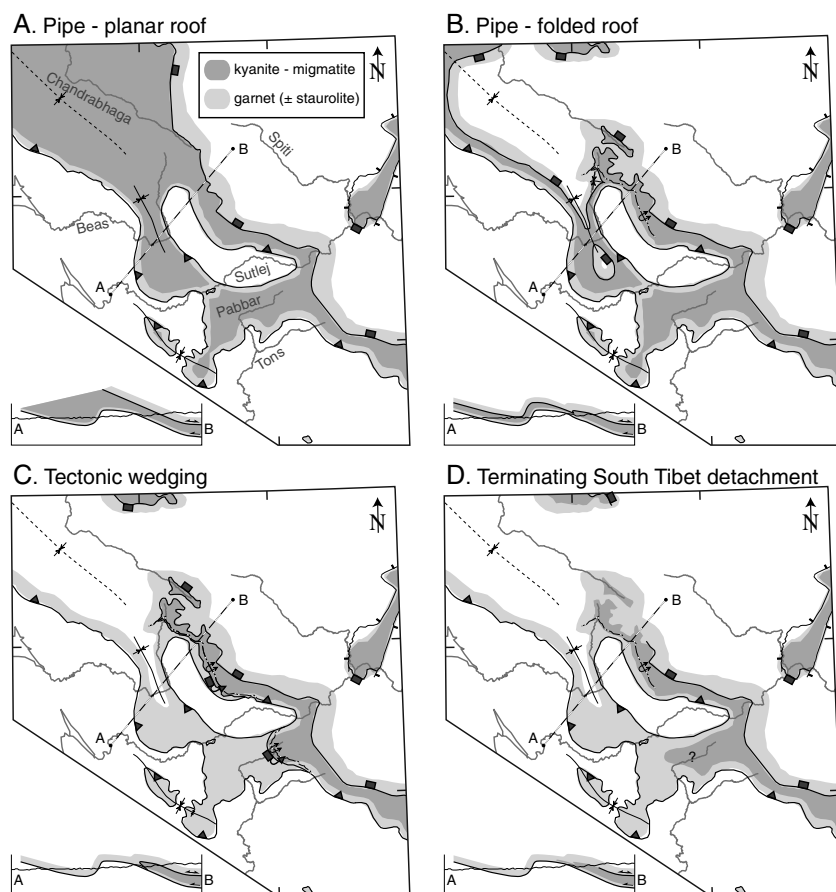 A. Pipe - planar roof
kyanite - migmatite
garnet (± staurolite)
N
Chandrabhaga
Spiti
B
Beas
A
Sutlej
Pabbar
Tons
A
B
B. Pipe - folded roof
N
B
A
A
B
C. Tectonic wedging
N
B
A
A
B
D. Terminating South Tibet detachment
N
B
A
?
A
B